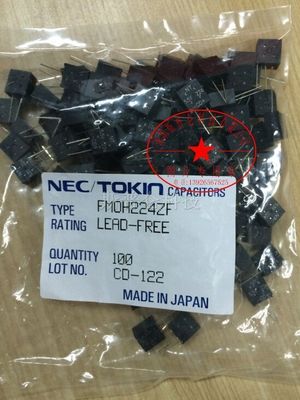 NEC/TOKIN
CAPACITORS
TYPE FM0H224ZF
RATING LEAD-FREE
QUANTITY 100
LOT NO. CD-122
MADE IN JAPAN